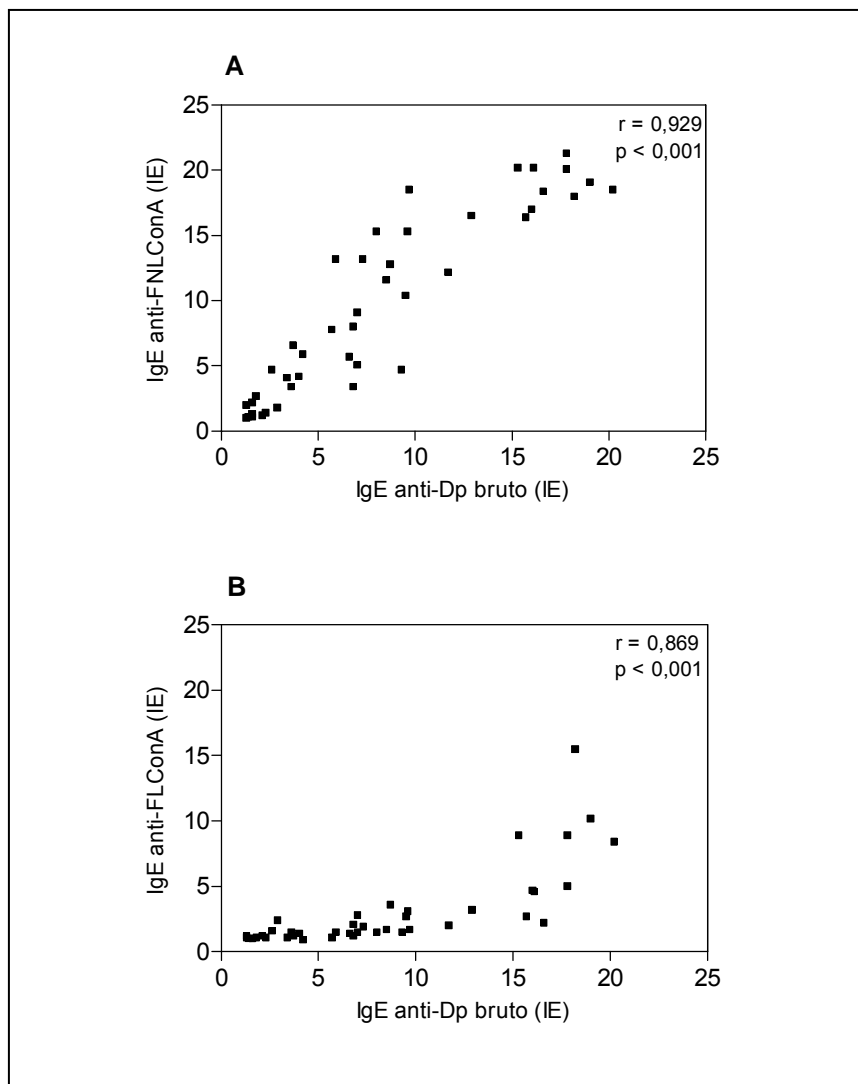 A
r = 0,929
p < 0,001
IgE anti-FNLConA (IE)
25
20
15
10
5
0
0
5
10
15
20
25
IgE anti-Dp bruto (IE)
B
r = 0,869
p < 0,001
IgE anti-FLConA (IE)
25
20
15
10
5
0
0
5
10
15
20
25
IgE anti-Dp bruto (IE)